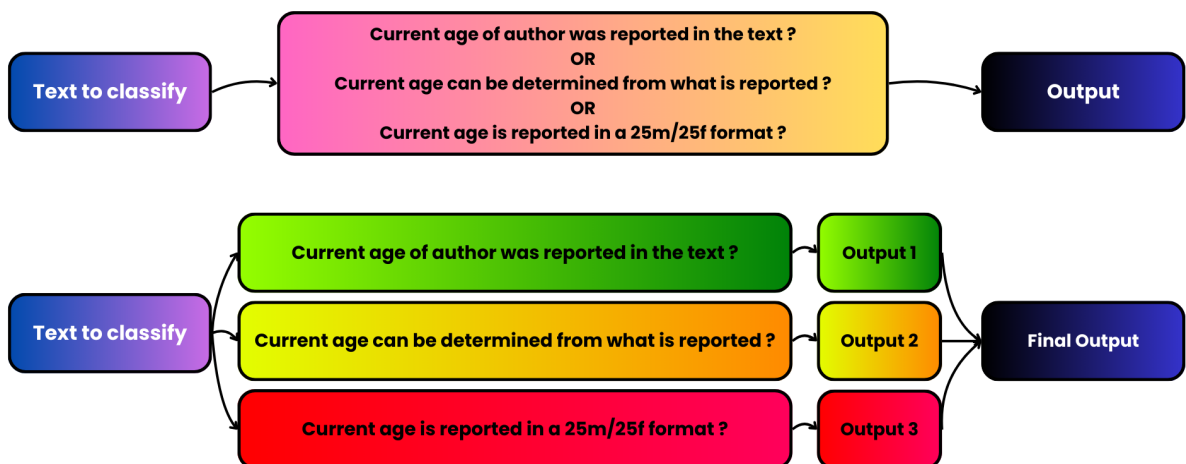 Text to classify
Current age of author was reported in the text ?
OR
Current age can be determined from what is reported ?
OR
Current age is reported in a 25m/25f format ?
Output
Text to classify
Current age of author was reported in the text ?
Output 1
Current age can be determined from what is reported ?
Output 2
Current age is reported in a 25m/25f format ?
Output 3
Final Output